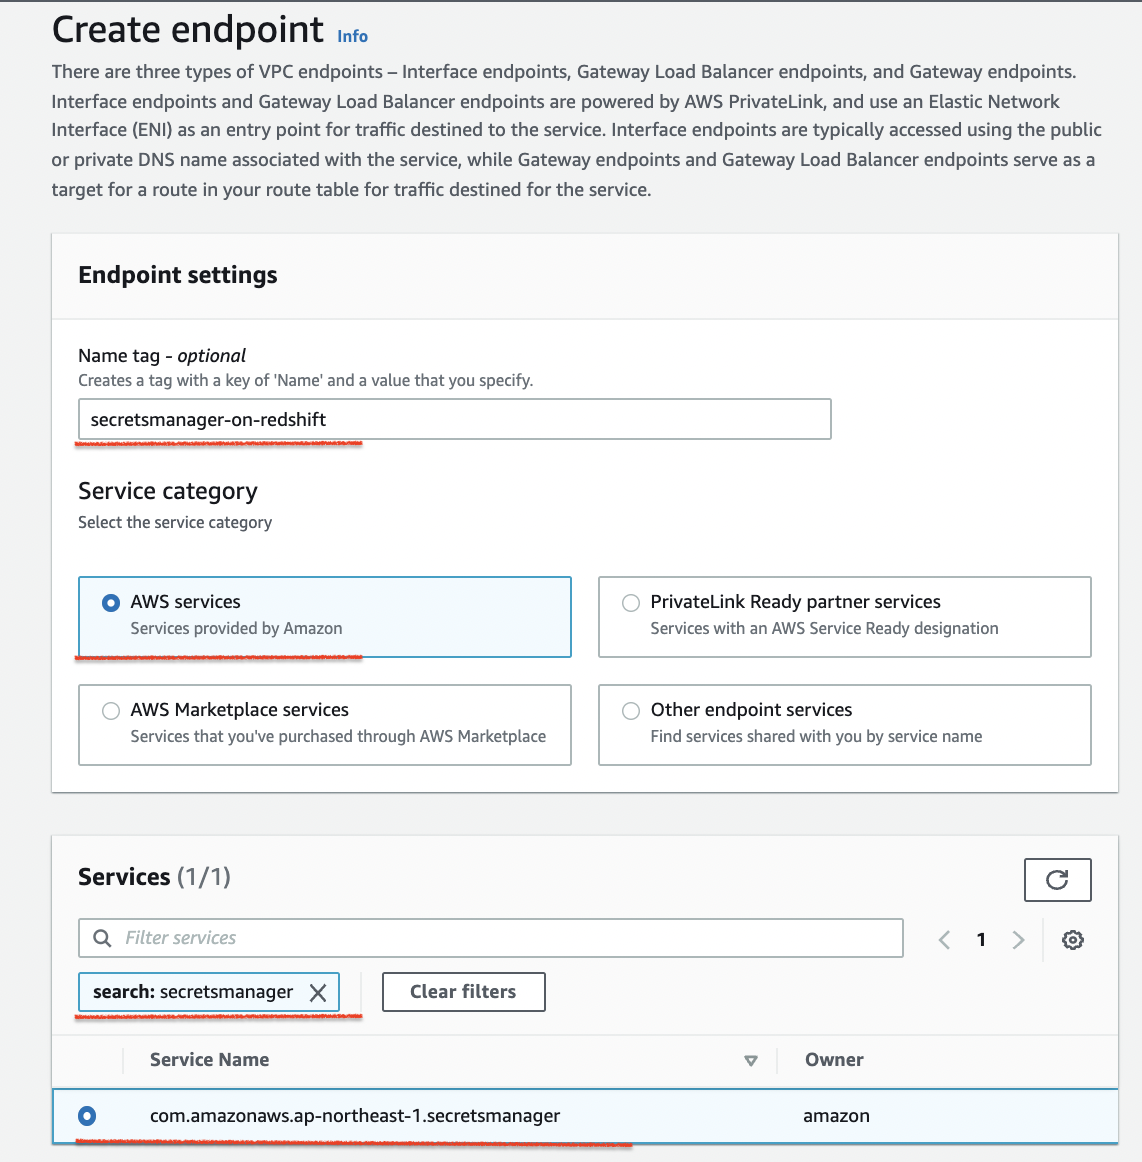 Create endpoint Info
There are three types of VPC endpoints – Interface endpoints, Gateway Load Balancer endpoints, and Gateway endpoints.
Interface endpoints and Gateway Load Balancer endpoints are powered by AWS PrivateLink, and use an Elastic Network
Interface (ENI) as an entry point for traffic destined to the service. Interface endpoints are typically accessed using the public
or private DNS name associated with the service, while Gateway endpoints and Gateway Load Balancer endpoints serve as a
target for a route in your route table for traffic destined for the service.
Endpoint settings
Name tag - optional
Creates a tag with a key of 'Name' and a value that you specify.
secretsmanager-on-redshift
Service category
Select the service category
AWS services
Services provided by Amazon
PrivateLink Ready partner services
Services with an AWS Service Ready designation
AWS Marketplace services
Services that you've purchased through AWS Marketplace
Other endpoint services
Find services shared with you by service name
Services (1/1)
Filter services
1
search: secretsmanager
Clear filters
Service Name
Owner
com.amazonaws.ap-northeast-1.secretsmanager
amazon